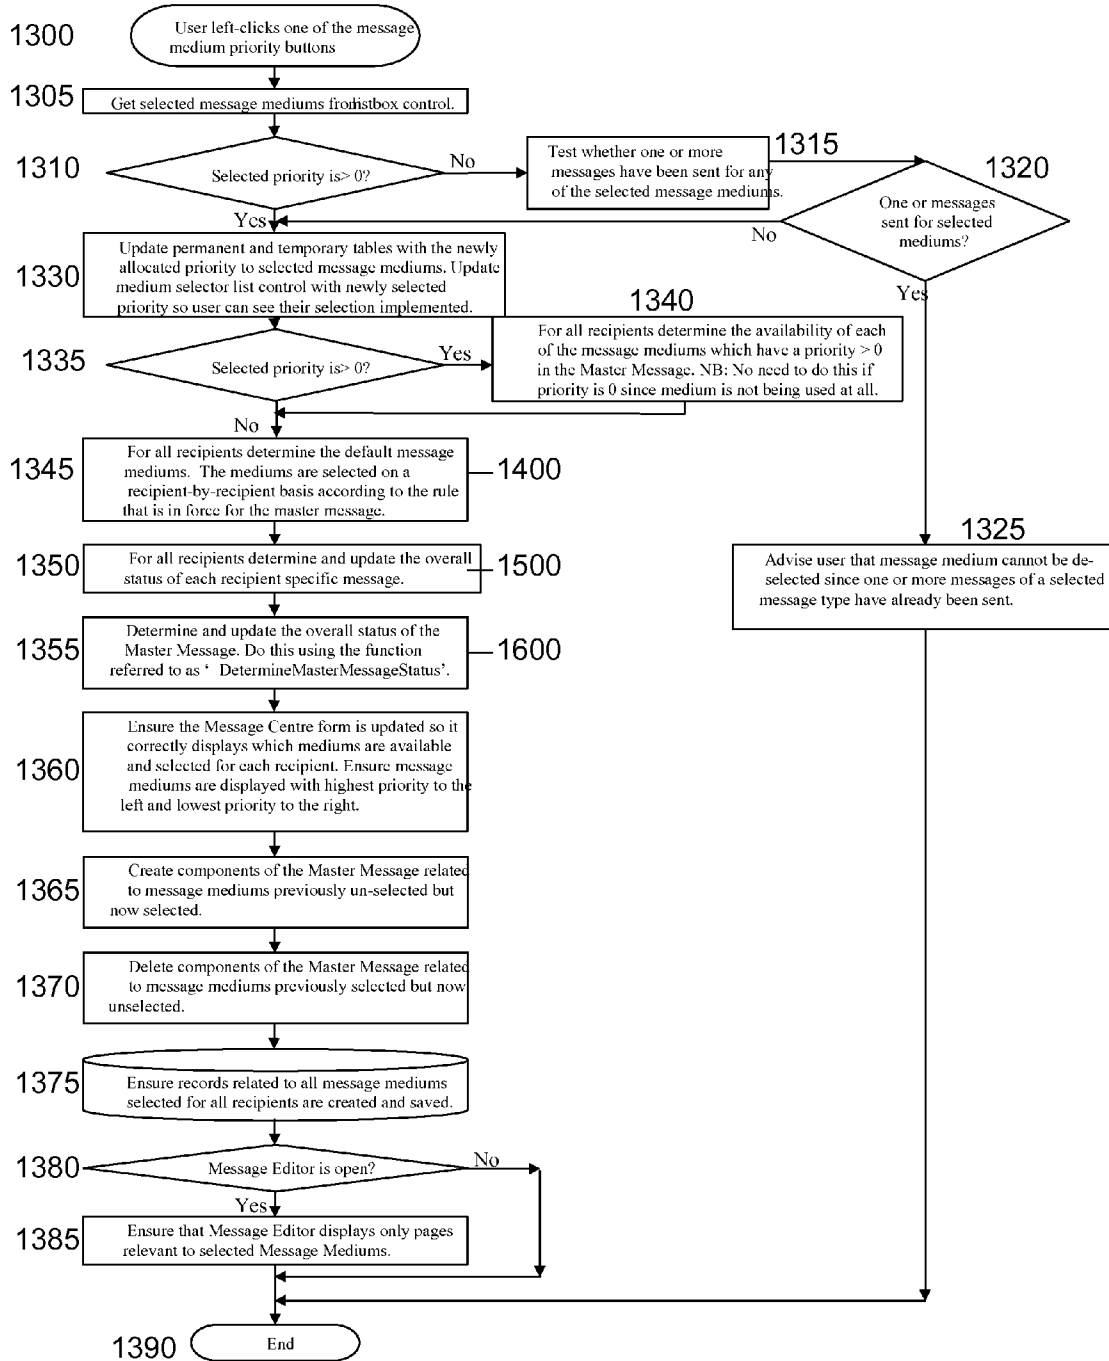 1300
User left-clicks one of the message
medium priority buttons
1305
Get selected message mediums from listbox control.
1310
Selected priority is > 0?
No
Yes
Test whether one or more
messages have been sent for any
of the selected message mediums.
1315
1320
One or messages
sent for selected
mediums?
No
Yes
1330
Update permanent and temporary tables with the newly
allocated priority to selected message mediums. Update
medium selector list control with newly selected
priority so user can see their selection implemented.
1335
Selected priority is > 0?
Yes
No
1340
For all recipients determine the availability of each
of the message mediums which have a priority > 0
in the Master Message. NB: No need to do this if
priority is 0 since medium is not being used at all.
1345
For all recipients determine the default message
mediums. The mediums are selected on a
recipient-by-recipient basis according to the rule
that is in force for the master message.
1400
1325
Advise user that message medium cannot be de-
selected since one or more messages of a selected
message type have already been sent.
1350
For all recipients determine and update the overall
status of each recipient specific message.
1500
1355
Determine and update the overall status of the
Master Message. Do this using the function
referred to as ‘ DetermineMasterMessageStatus’.
1600
1360
Ensure the Message Centre form is updated so it
correctly displays which mediums are available
and selected for each recipient. Ensure message
mediums are displayed with highest priority to the
left and lowest priority to the right.
1365
Create components of the Master Message related
to message mediums previously un-selected but
now selected.
1370
Delete components of the Master Message related
to message mediums previously selected but now
unselected.
1375
Ensure records related to all message mediums
selected for all recipients are created and saved.
1380
Message Editor is open?
No
Yes
1385
Ensure that Message Editor displays only pages
relevant to selected Message Mediums.
1390
End